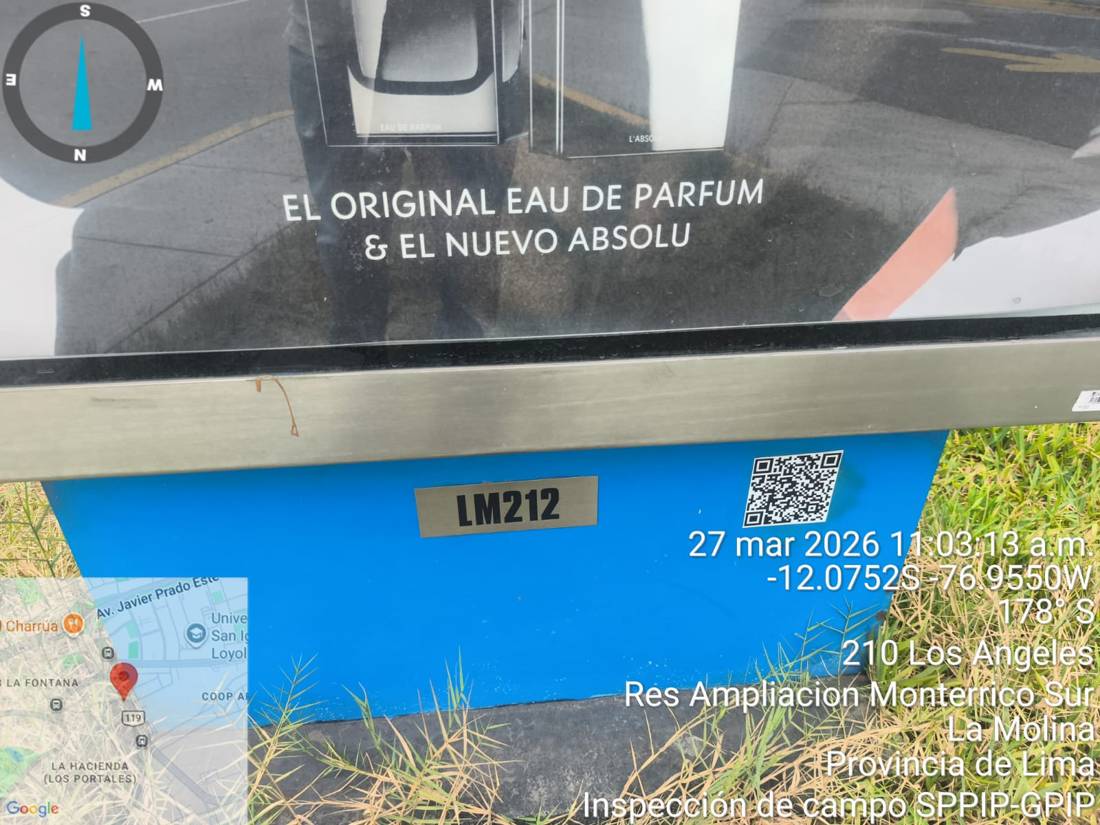 S
E
W
N
EAU DE PARFUM
EL ORIGINAL EAU DE PARFUM
& EL NUEVO ABSOLU
LM212
27 mar 2026 11:03:13 a.m.
-12.0752S -76.9550W
178° S
210 Los Angeles
Res Ampliacion Monterrico Sur
La Molina
Provincia de Lima
Inspeccion de campo SPPIP-GPIP
Av. Javier Prado Este
Charrua
LA FONTANA
COOP
119
LA HACIENDA
(LOS PORTALES)
Google